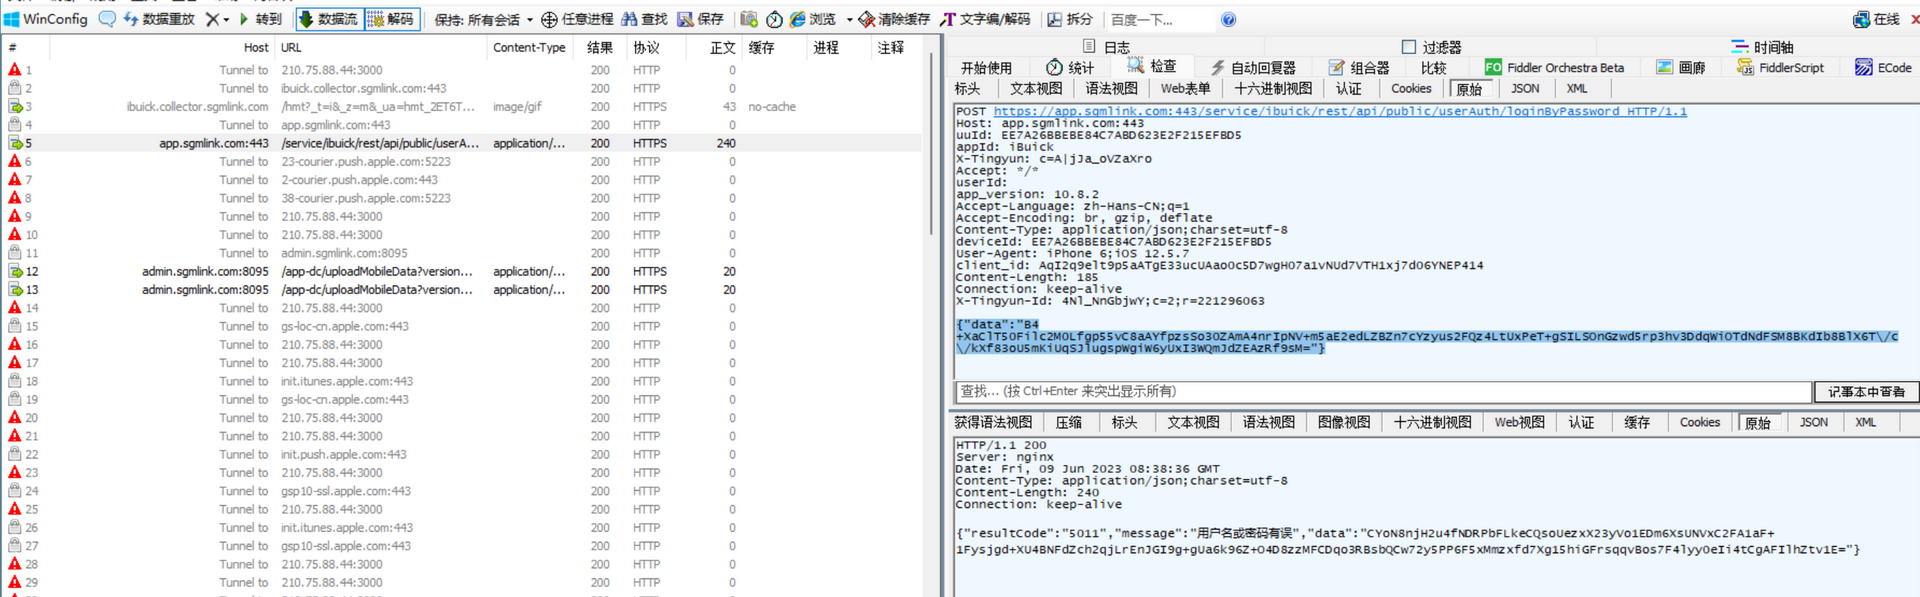 WinConfig 数据重放 转到 数据流 解码 保持: 所有会话 任意进程 查找 保存 浏览 清除缓存 文字编/解码 拆分 百度一下... 在线
# Host URL Content-Type 结果 协议 正文 缓存 进程 注释
1 Tunnel to 210.75.88.44:3000 200 HTTP 0
2 Tunnel to ibuick.collector.sgmlink.com:443 200 HTTP 0
3 ibuick.collector.sgmlink.com /hmt?_t=i&_z=m&_ua=hmt_2ET6T... image/gif 200 HTTPS 43 no-cache
4 Tunnel to app.sgmlink.com:443 200 HTTP 0
5 app.sgmlink.com:443 /service/ibuick/rest/api/public/userA... application/... 200 HTTPS 240
6 Tunnel to 23-courier.push.apple.com:5223 200 HTTP 0
7 Tunnel to 2-courier.push.apple.com:443 200 HTTP 0
8 Tunnel to 38-courier.push.apple.com:5223 200 HTTP 0
9 Tunnel to 210.75.88.44:3000 200 HTTP 0
10 Tunnel to 210.75.88.44:3000 200 HTTP 0
11 Tunnel to admin.sgmlink.com:8095 200 HTTP 0
12 admin.sgmlink.com:8095 /app-dc/uploadMobileData?version... application/... 200 HTTPS 20
13 admin.sgmlink.com:8095 /app-dc/uploadMobileData?version... application/... 200 HTTPS 20
14 Tunnel to 210.75.88.44:3000 200 HTTP 0
15 Tunnel to gs-loc-cn.apple.com:443 200 HTTP 0
16 Tunnel to 210.75.88.44:3000 200 HTTP 0
17 Tunnel to 210.75.88.44:3000 200 HTTP 0
18 Tunnel to init.itunes.apple.com:443 200 HTTP 0
19 Tunnel to gs-loc-cn.apple.com:443 200 HTTP 0
20 Tunnel to 210.75.88.44:3000 200 HTTP 0
21 Tunnel to 210.75.88.44:3000 200 HTTP 0
22 Tunnel to init.push.apple.com:443 200 HTTP 0
23 Tunnel to 210.75.88.44:3000 200 HTTP 0
24 Tunnel to gsp10-ssl.apple.com:443 200 HTTP 0
25 Tunnel to 210.75.88.44:3000 200 HTTP 0
26 Tunnel to init.itunes.apple.com:443 200 HTTP 0
27 Tunnel to gsp10-ssl.apple.com:443 200 HTTP 0
28 Tunnel to 210.75.88.44:3000 200 HTTP 0
29 Tunnel to 210.75.88.44:3000 200 HTTP 0
日志 过滤器 时间轴
开始使用 统计 检查 自动回复器 组合器 比较 FO Fiddler Orchestra Beta 画廊 FiddlerScript ECode
标头 文本视图 语法视图 Web表单 十六进制视图 认证 Cookies 原始 JSON XML
POST https://app.sgmlink.com:443/service/ibuick/rest/api/public/userAuth/loginByPassword HTTP/1.1
Host: app.sgmlink.com:443
uuId: EE7A26BBEBE84C7ABD623E2F215EFBD5
appId: iBuick
X-Tingyun: c=A|jJa_oVZaXro
Accept: */*
userId:
app_version: 10.8.2
Accept-Language: zh-Hans-CN;q=1
Accept-Encoding: br, gzip, deflate
Content-Type: application/json;charset=utf-8
deviceId: EE7A26BBEBE84C7ABD623E2F215EFBD5
User-Agent: iPhone 6;iOS 12.5.7
client_id: AqI2q9elt9p5aATgE33ucUAaoOc5D7wgH07a1vNUd7VTH1xj7d06YNEP414
Content-Length: 185
Connection: keep-alive
X-Tingyun-Id: 4Nl_NnGbjwY;c=2;r=221296063
{"data":"B4
+XaClT5OFilc2M0Lfgp55vC8aAYfpzsSo3OZAmA4nrIpNV+m5aE2edLZBZn7cYzyus2FQz4LtUxPeT+gSILSOnGzwd5rp3hv3DdqWiOTdNdFSM8BKdIb8BlX6T\/c
\/kXf83oU5mKiUqSJlugspWgiW6yUxI3WQmJdZEAzRf9sM="}
查找... (按 Ctrl+Enter 来突出显示所有) 记事本中查看
获得语法视图 压缩 标头 文本视图 语法视图 图像视图 十六进制视图 Web视图 认证 缓存 Cookies 原始 JSON XML
HTTP/1.1 200
Server: nginx
Date: Fri, 09 Jun 2023 08:38:36 GMT
Content-Type: application/json;charset=utf-8
Content-Length: 240
Connection: keep-alive
{"resultCode":"5011","message":"用户名或密码有误","data":"CYoN8njH2u4fNDRPbFLkeCQsoUezxX23yVo1EDm6XsUNVxC2FA1aF+
1Fysjgd+XU4BNFdZch2qjLrEnJGI9g+gUa6k96Z+O4D8zzMFCDqo3RBsbQCw72y5PP6F5xMmzxfd7Xg15hiGFrsqqvBos7F4lyyOeIi4tCgAFIlhZtv1E="}